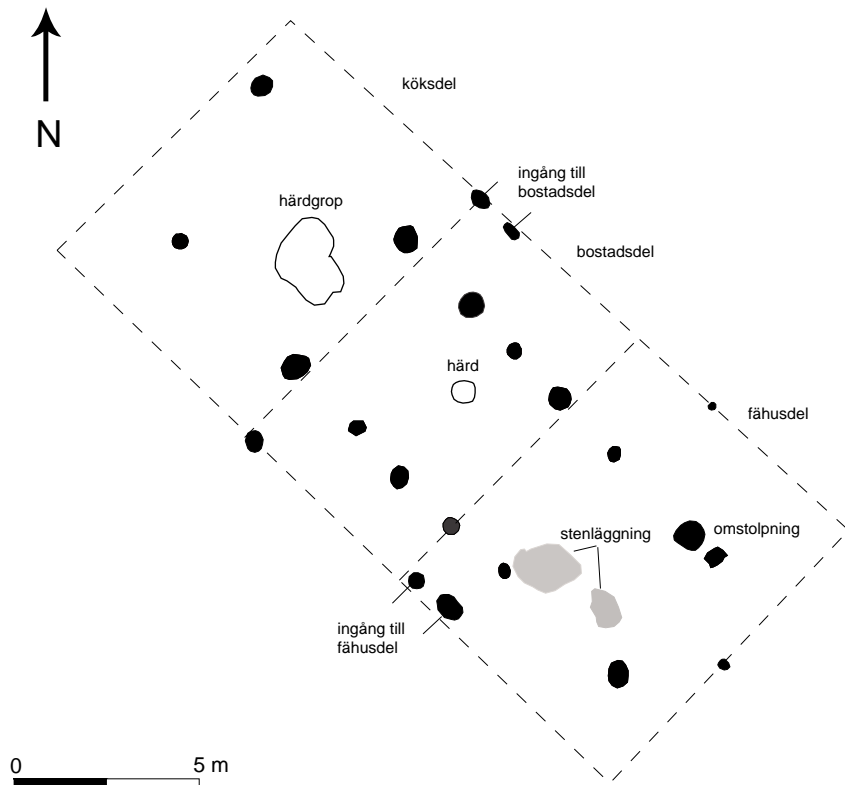 köksdel
N
ingång till
bostadsdel
härdgrop
bostadsdel
härd
fähusdel
stenläggning
omstolpning
ingång till
fähusdel
0 5 m